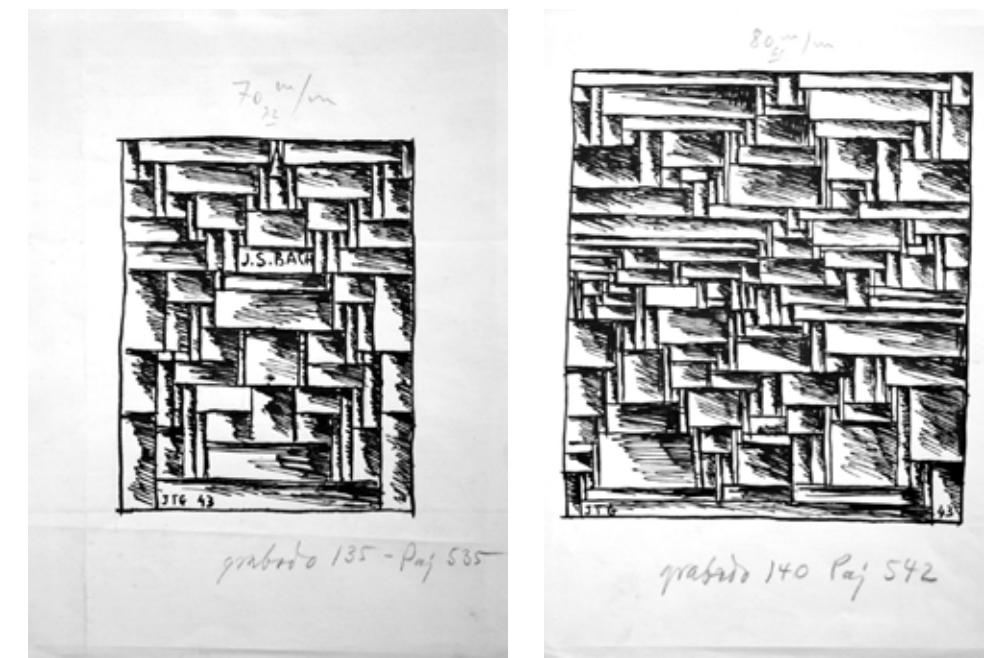 70 m/m
J.S.BACH
JTG 43
grabado 135 - Paj 535
80 m/m
JTG
43
grabado 140 Paj 542